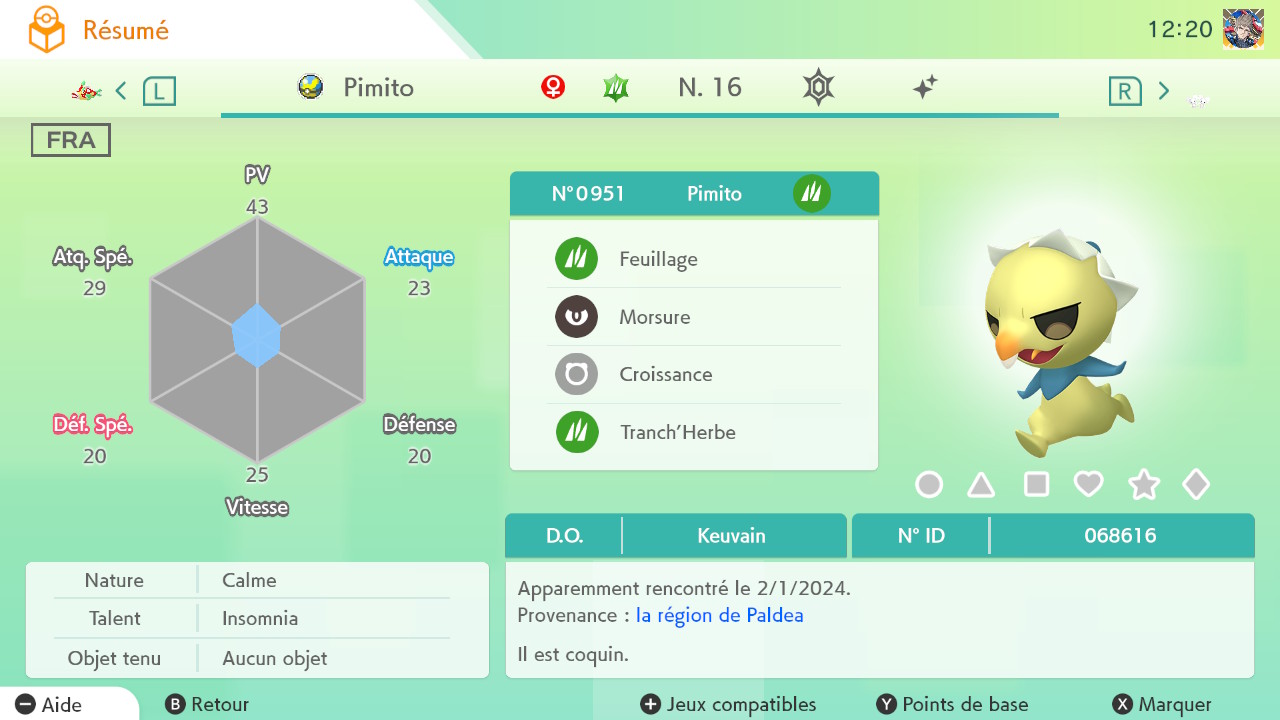 Résumé
12:20
L
Pimito
N. 16
R
FRA
PV
43
Atq. Spé.
29
Attaque
23
Déf. Spé.
20
Défense
20
25
Vitesse
N°0951 Pimito
Feuillage
Morsure
Croissance
Tranch'Herbe
D.O. Keuvain
N° ID 068616
Nature Calme
Talent Insomnia
Objet tenu Aucun objet
Apparemment rencontré le 2/1/2024.
Provenance : la région de Paldea
Il est coquin.
Aide
B Retour
Jeux compatibles
Y Points de base
X Marquer